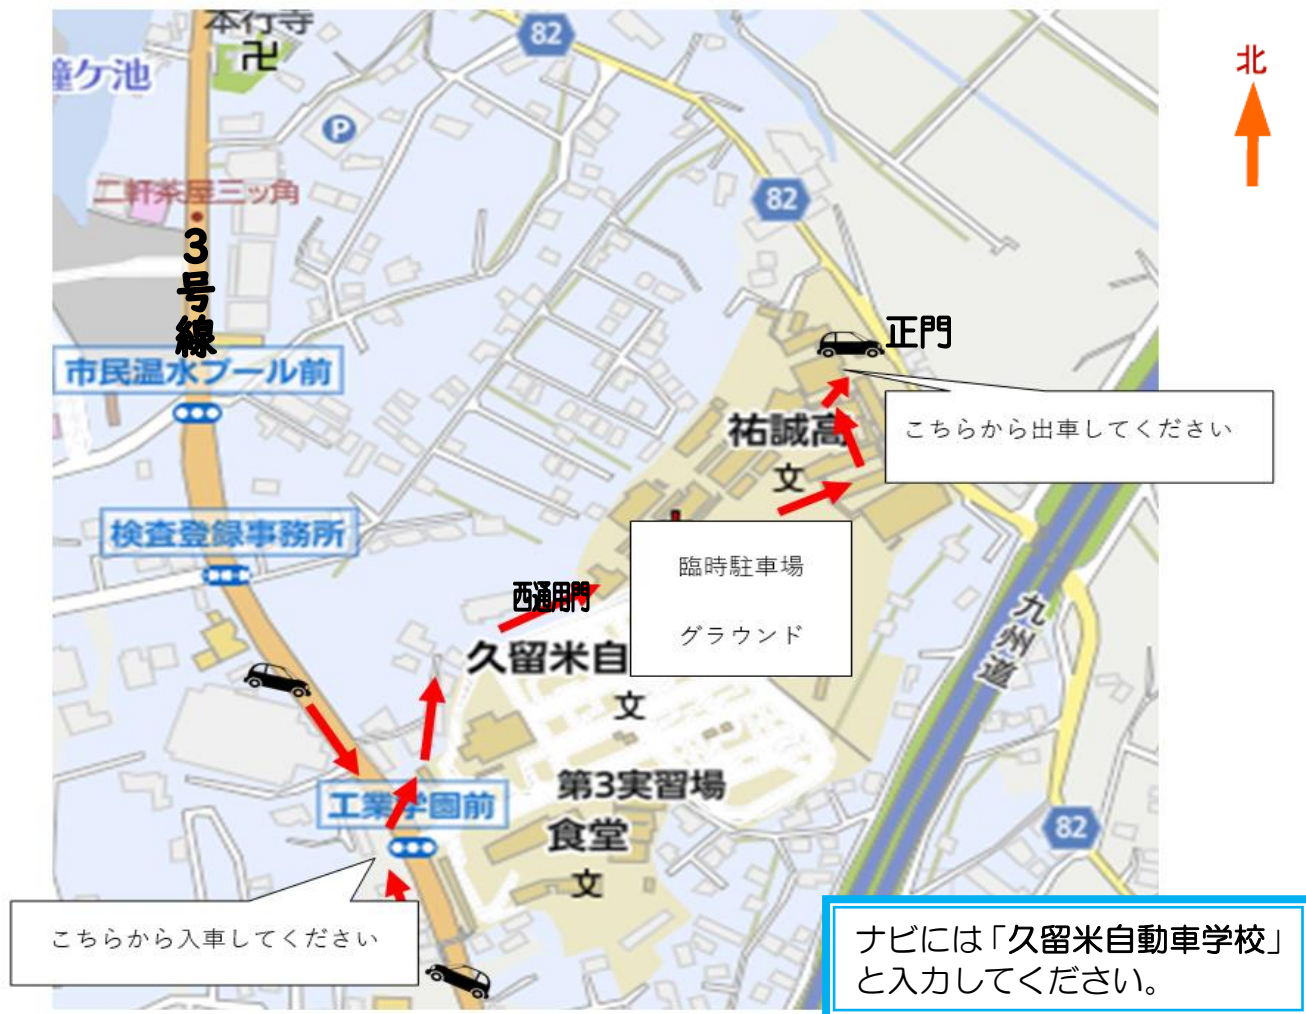 本行寺
82
北
鐘ケ池
P
二軒茶屋三ッ角
82
3号線
正門
市民温水プール前
こちらから出車してください
祐誠高
文
検査登録事務所
臨時駐車場
グラウンド
西通用門
九州道
久留米自
文
第3実習場
工業学園前
食堂
82
文
こちらから入車してください
ナビには「久留米自動車学校」
と入力してください。